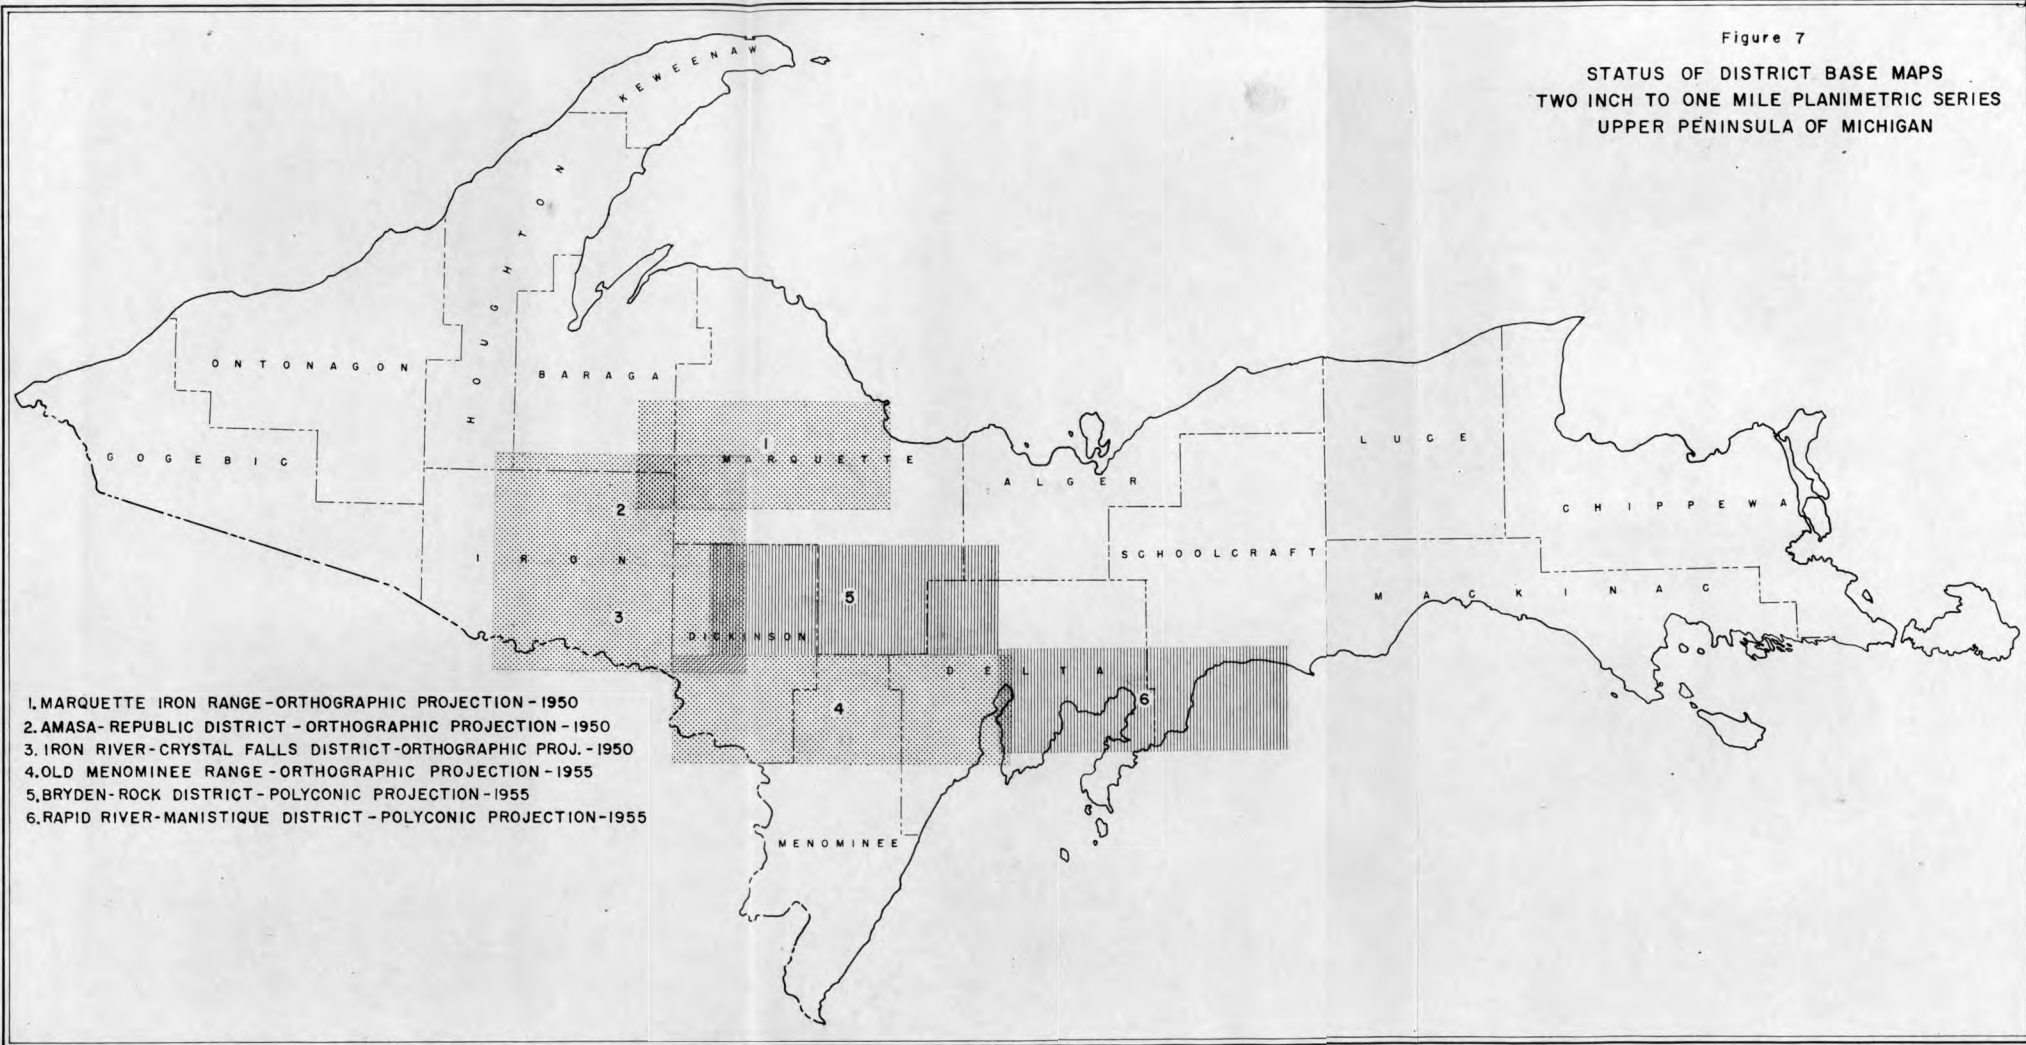 Figure 7
STATUS OF DISTRICT BASE MAPS
TWO INCH TO ONE MILE PLANIMETRIC SERIES
UPPER PENINSULA OF MICHIGAN
KEWEENAW
HOUGHTON
ONTONAGON
BARAGA
GOGEBIC
1
MARQUETTE
LUCE
ALGER
CHIPPEWA
2
IRON
SCHOOLCRAFT
MACKINAC
5
3
DICKINSON
DELTA
6
4
MENOMINEE
1. MARQUETTE IRON RANGE-ORTHOGRAPHIC PROJECTION-1950
2. AMASA-REPUBLIC DISTRICT-ORTHOGRAPHIC PROJECTION-1950
3. IRON RIVER-CRYSTAL FALLS DISTRICT-ORTHOGRAPHIC PROJ.-1950
4. OLD MENOMINEE RANGE-ORTHOGRAPHIC PROJECTION-1955
5. BRYDEN-ROCK DISTRICT-POLYCONIC PROJECTION-1955
6. RAPID RIVER-MANISTIQUE DISTRICT-POLYCONIC PROJECTION-1955